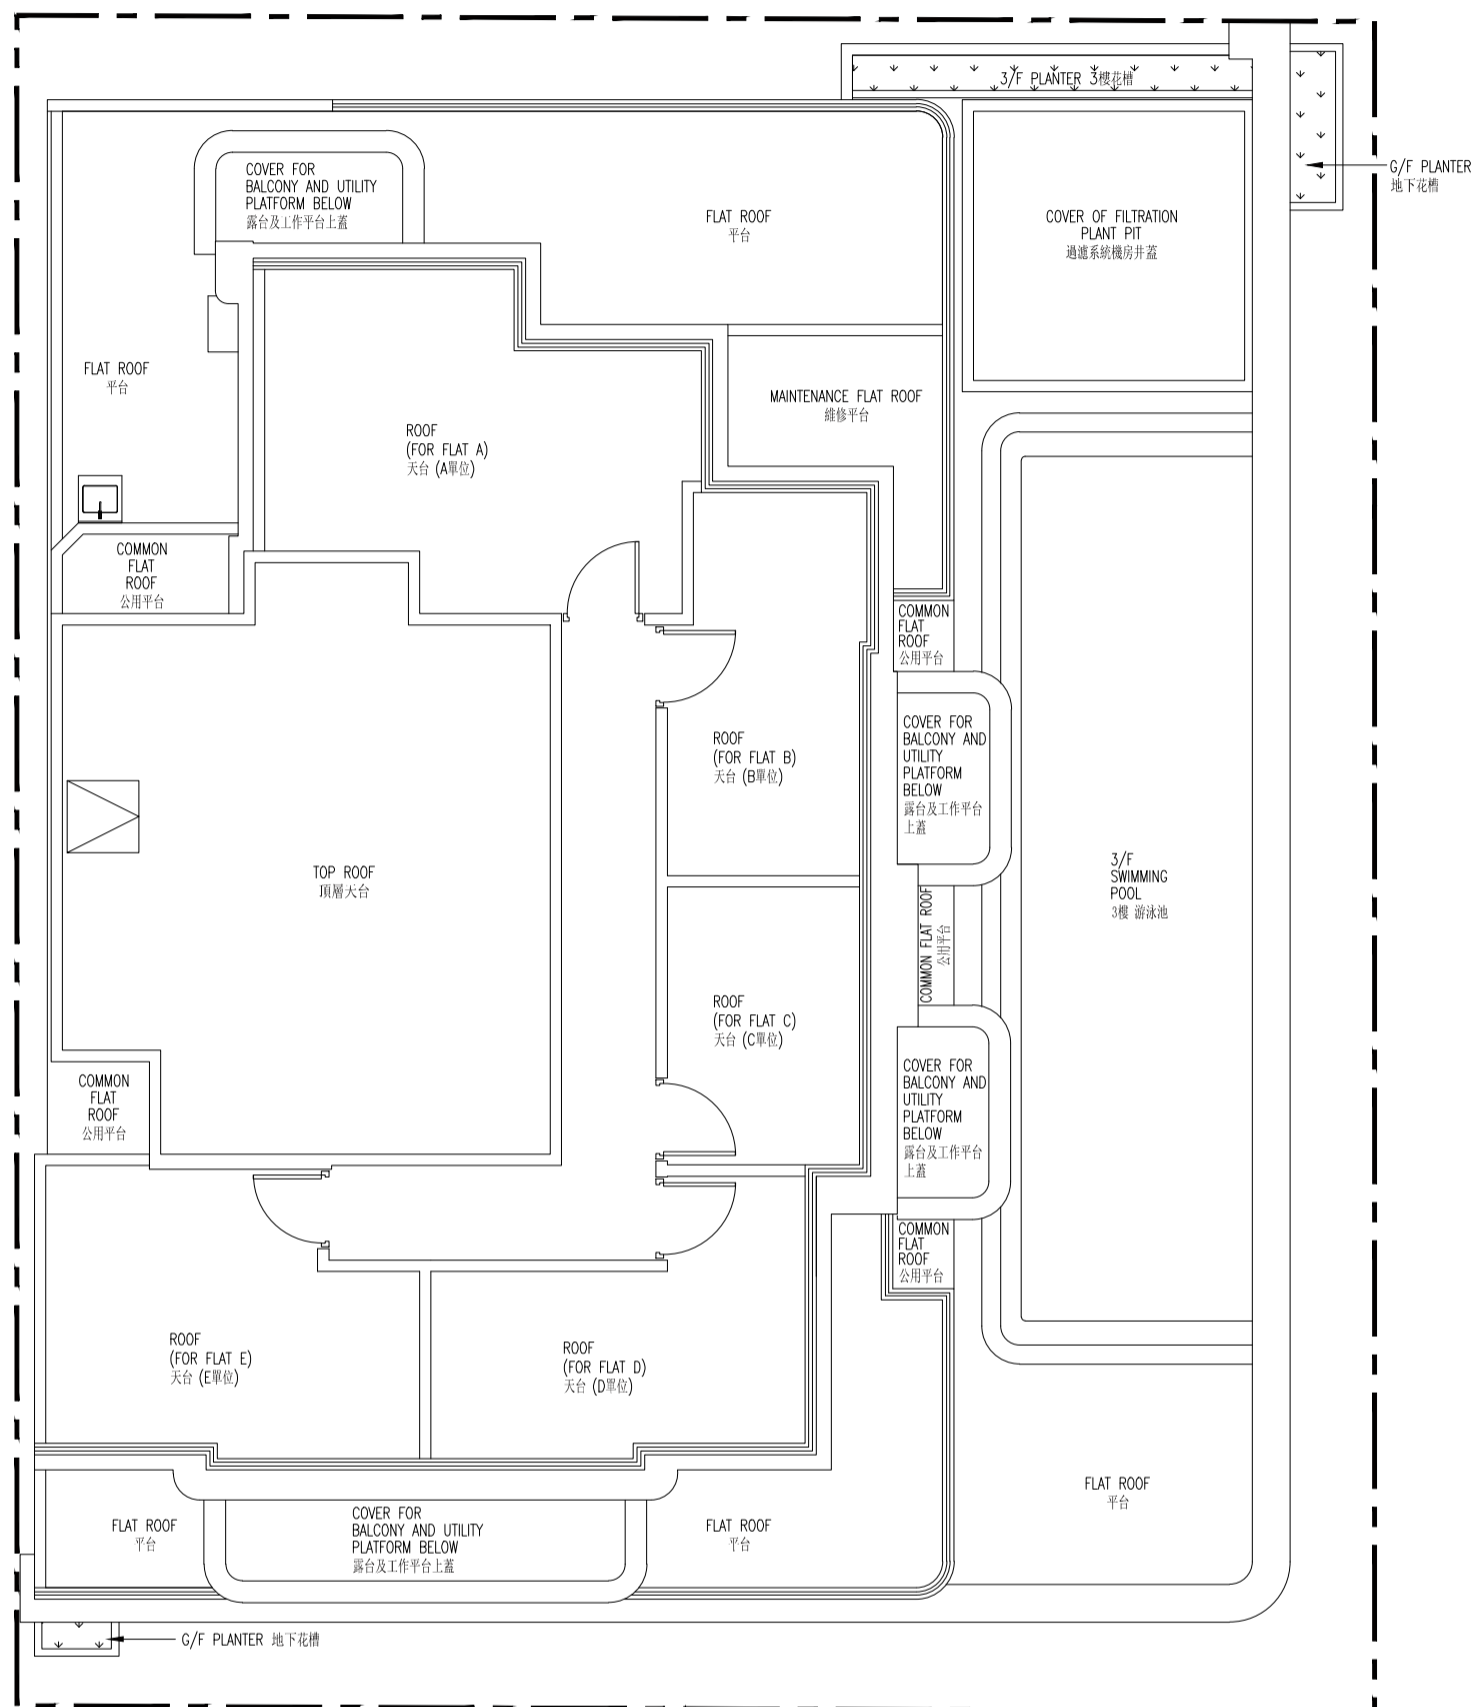 3/F PLANTER 3樓花槽
G/F PLANTER
地下花槽
COVER FOR
BALCONY AND UTILITY
PLATFORM BELOW
露台及工作平台上蓋
FLAT ROOF
平台
COVER OF FILTRATION
PLANT PIT
過濾系統機房井蓋
FLAT ROOF
平台
MAINTENANCE FLAT ROOF
維修平台
ROOF
(FOR FLAT A)
天台 (A單位)
COMMON
FLAT
ROOF
公用平台
COMMON
FLAT
ROOF
公用平台
COVER FOR
BALCONY AND
UTILITY
PLATFORM
BELOW
露台及工作平台
上蓋
ROOF
(FOR FLAT B)
天台 (B單位)
TOP ROOF
頂層天台
3/F
SWIMMING
POOL
3樓 游泳池
COMMON FLAT ROOF
公用平台
ROOF
(FOR FLAT C)
天台 (C單位)
COVER FOR
BALCONY AND
UTILITY
PLATFORM
BELOW
露台及工作平台
上蓋
COMMON
FLAT
ROOF
公用平台
COMMON
FLAT
ROOF
公用平台
ROOF
(FOR FLAT E)
天台 (E單位)
ROOF
(FOR FLAT D)
天台 (D單位)
FLAT ROOF
平台
FLAT ROOF
平台
COVER FOR
BALCONY AND UTILITY
PLATFORM BELOW
露台及工作平台上蓋
FLAT ROOF
平台
G/F PLANTER 地下花槽